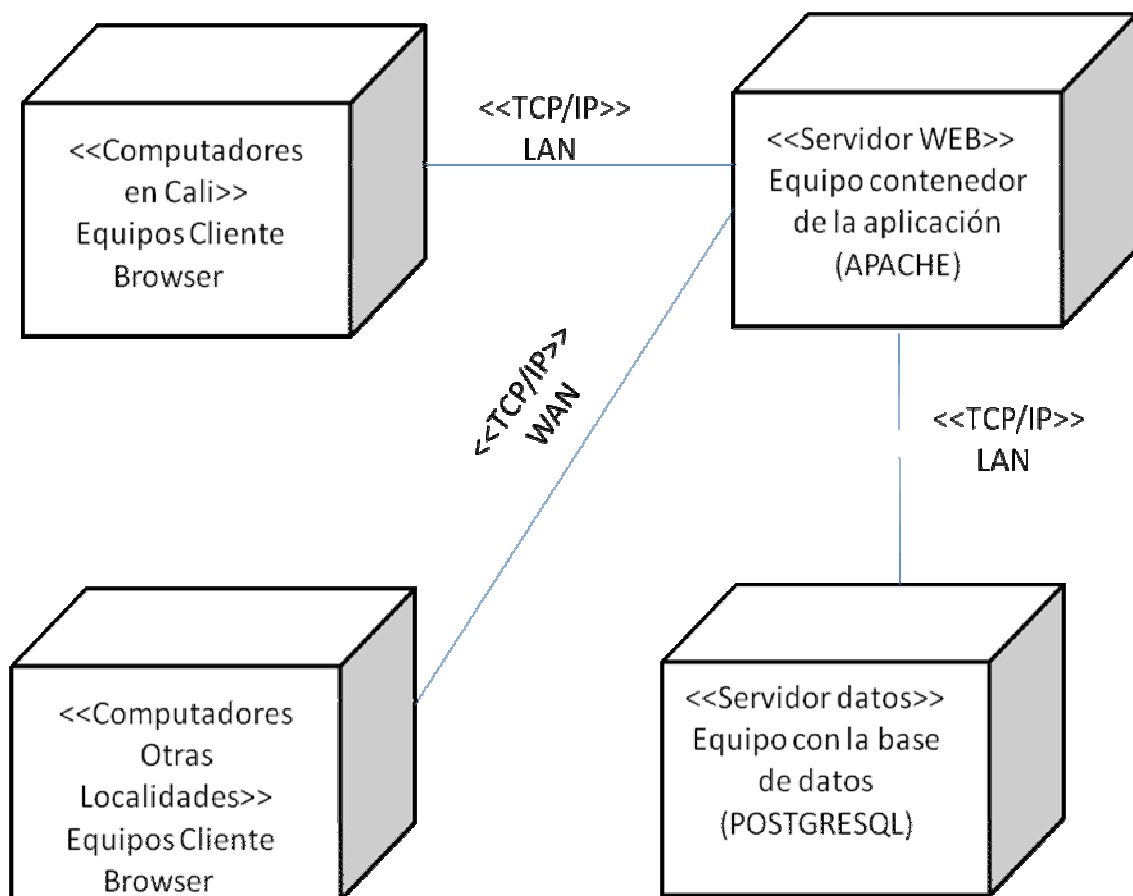 <<Computadores
en Cali>>
Equipos Cliente
Browser
<<TCP/IP>>
LAN
<<Servidor WEB>>
Equipo contenedor
de la aplicación
(APACHE)
<<TCP/IP>>
WAN
<<TCP/IP>>
LAN
<<Computadores
Otras
Localidades>>
Equipos Cliente
Browser
<<Servidor datos>>
Equipo con la base
de datos
(POSTGRESQL)